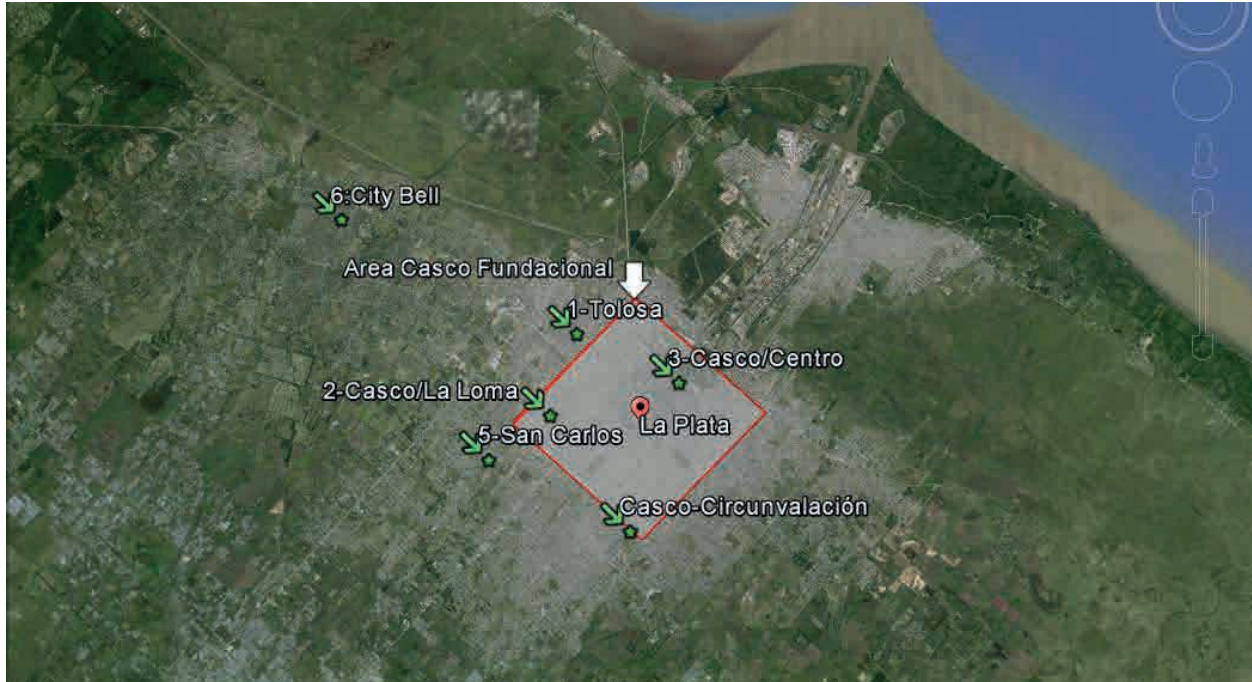 6:City Bell
Area Casco Fundacional
1-Tolosa
3-Casco/Centro
2-Casco/La Loma
La Plata
5-San Carlos
Casco-Circunvalación